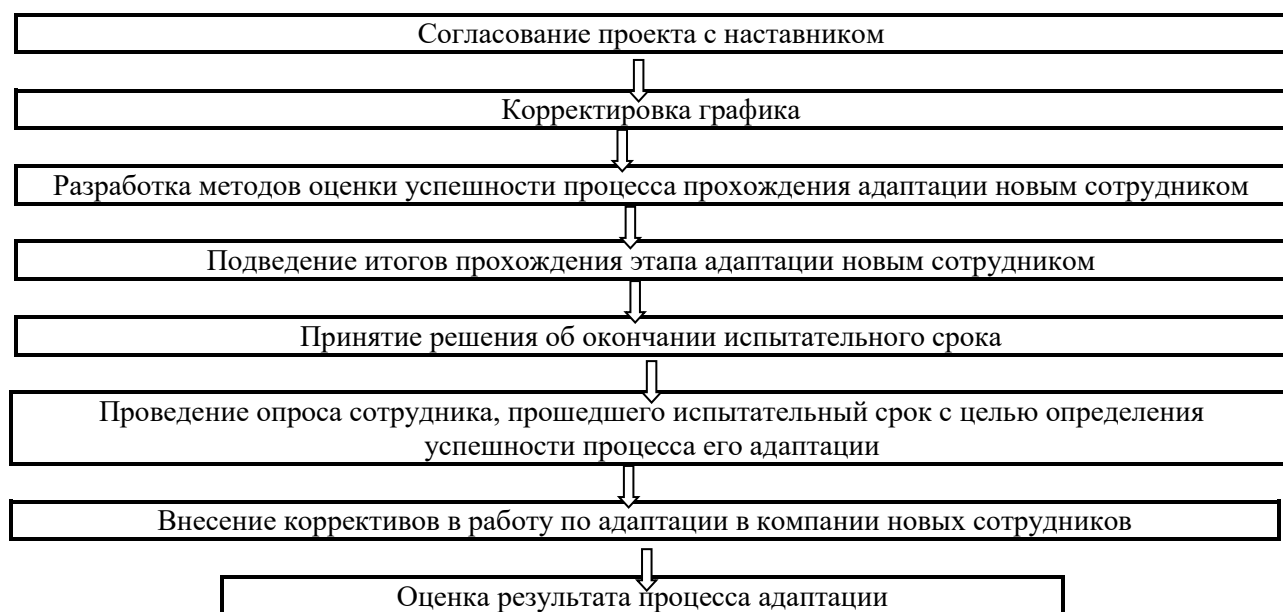 Согласование проекта с наставником
Корректировка графика
Разработка методов оценки успешности процесса прохождения адаптации новым сотрудником
Подведение итогов прохождения этапа адаптации новым сотрудником
Принятие решения об окончании испытательного срока
Проведение опроса сотрудника, прошедшего испытательный срок с целью определения
успешности процесса его адаптации
Внесение коррективов в работу по адаптации в компании новых сотрудников
Оценка результата процесса адаптации